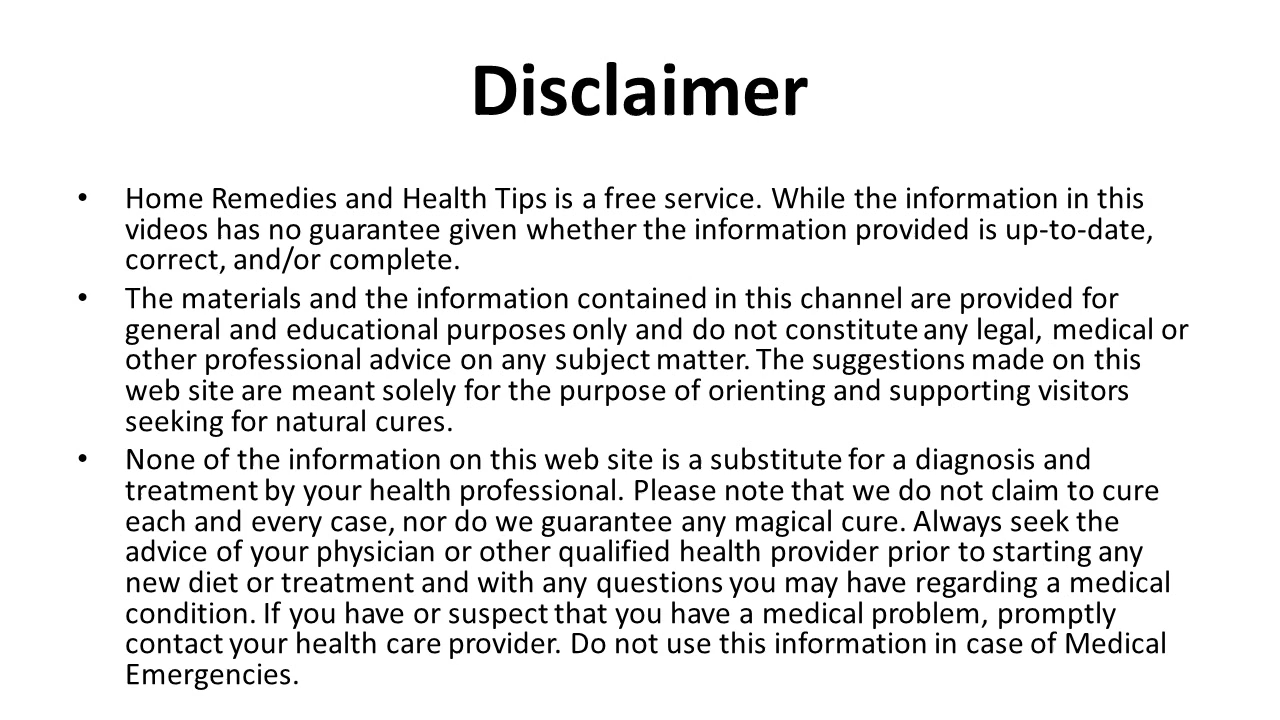 Disclaimer
• Home Remedies and Health Tips is a free service. While the information in this
videos has no guarantee given whether the information provided is up-to-date,
correct, and/or complete.
• The materials and the information contained in this channel are provided for
general and educational purposes only and do not constitute any legal, medical or
other professional advice on any subject matter. The suggestions made on this
web site are meant solely for the purpose of orienting and supporting visitors
seeking for natural cures.
• None of the information on this web site is a substitute for a diagnosis and
treatment by your health professional. Please note that we do not claim to cure
each and every case, nor do we guarantee any magical cure. Always seek the
advice of your physician or other qualified health provider prior to starting any
new diet or treatment and with any questions you may have regarding a medical
condition. If you have or suspect that you have a medical problem, promptly
contact your health care provider. Do not use this information in case of Medical
Emergencies.